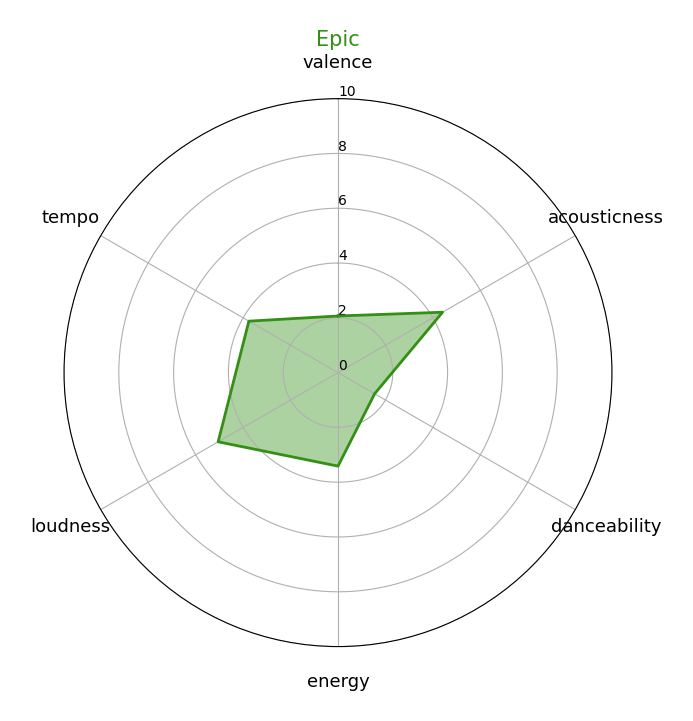 Epic
valence
10
8
tempo
6
acousticness
4
2
0
loudness
danceability
energy